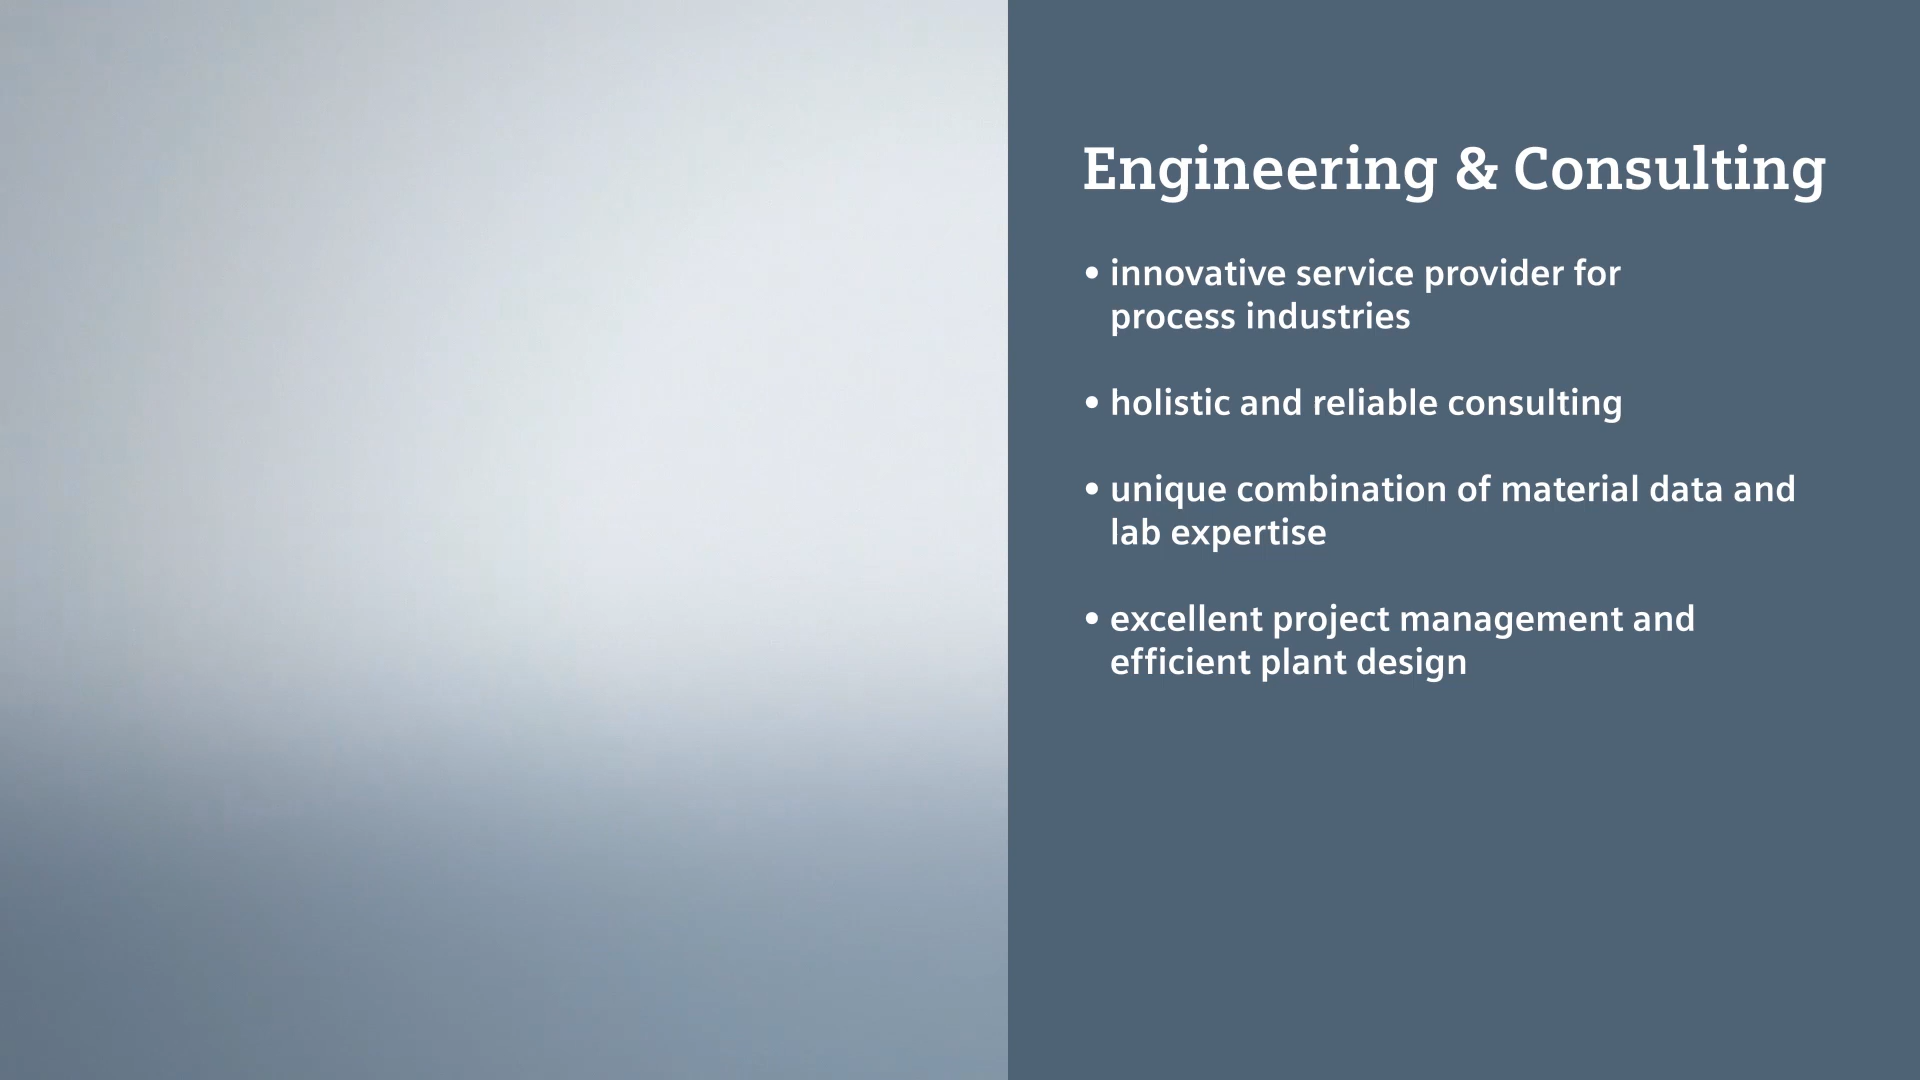 Engineering & Consulting
• innovative service provider for
process industries
• holistic and reliable consulting
• unique combination of material data and
lab expertise
• excellent project management and
efficient plant design